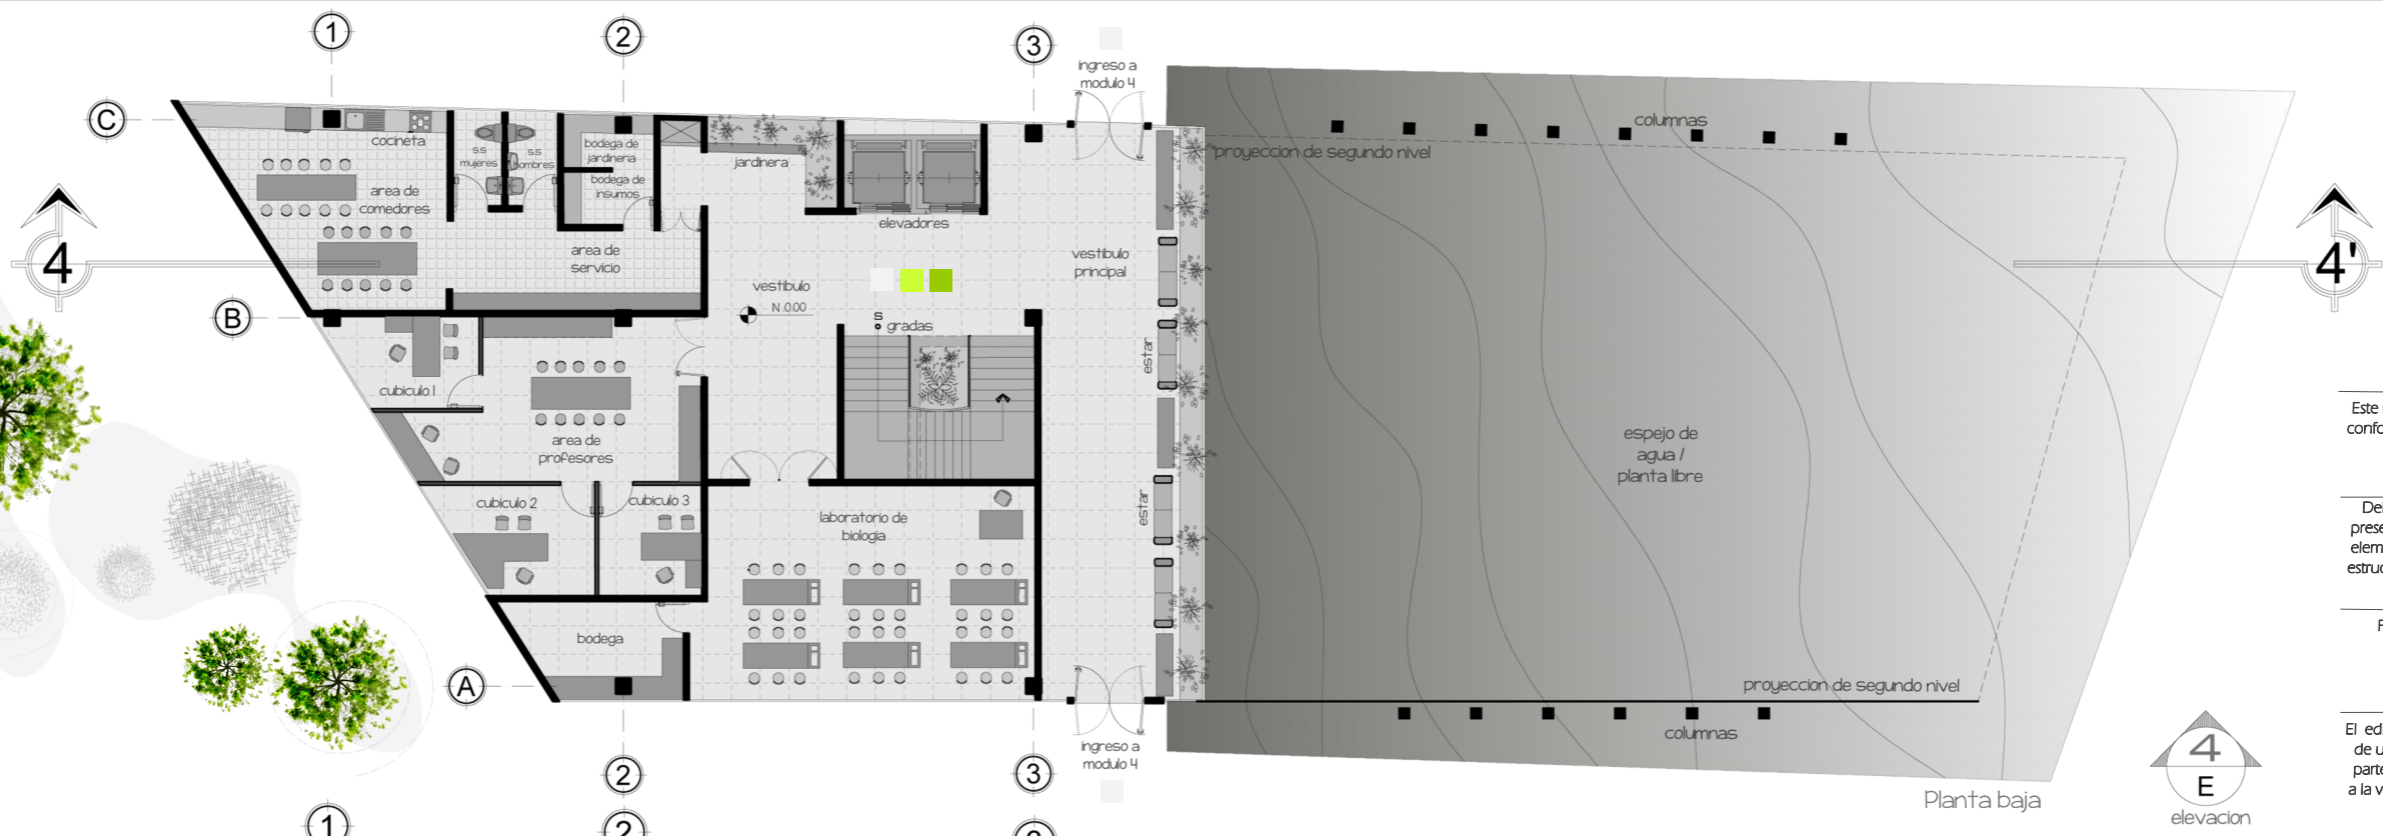 1
2
3
ingreso a
modulo 4
C
cocineta
s.s
mujeres
s.s
hombres
bodega de
jardineria
bodega de
insumos
jardinera
columnas
proyeccion de segundo nivel
area de
comedores
elevadores
area de
servicio
vestibulo
principal
4
4'
vestibulo
N 0.00
B
S
gradas
estar
cubiculo 1
area de
profesores
espejo de
agua /
planta libre
cubiculo 2
cubiculo 3
laboratorio de
biologia
estar
bodega
A
proyeccion de segundo nivel
columnas
ingreso a
modulo 4
2
3
4
E
elevacion
Planta baja
1
2
Este
confo
Del
prese
elem
estruc
F
El ed
de u
parte
a la v